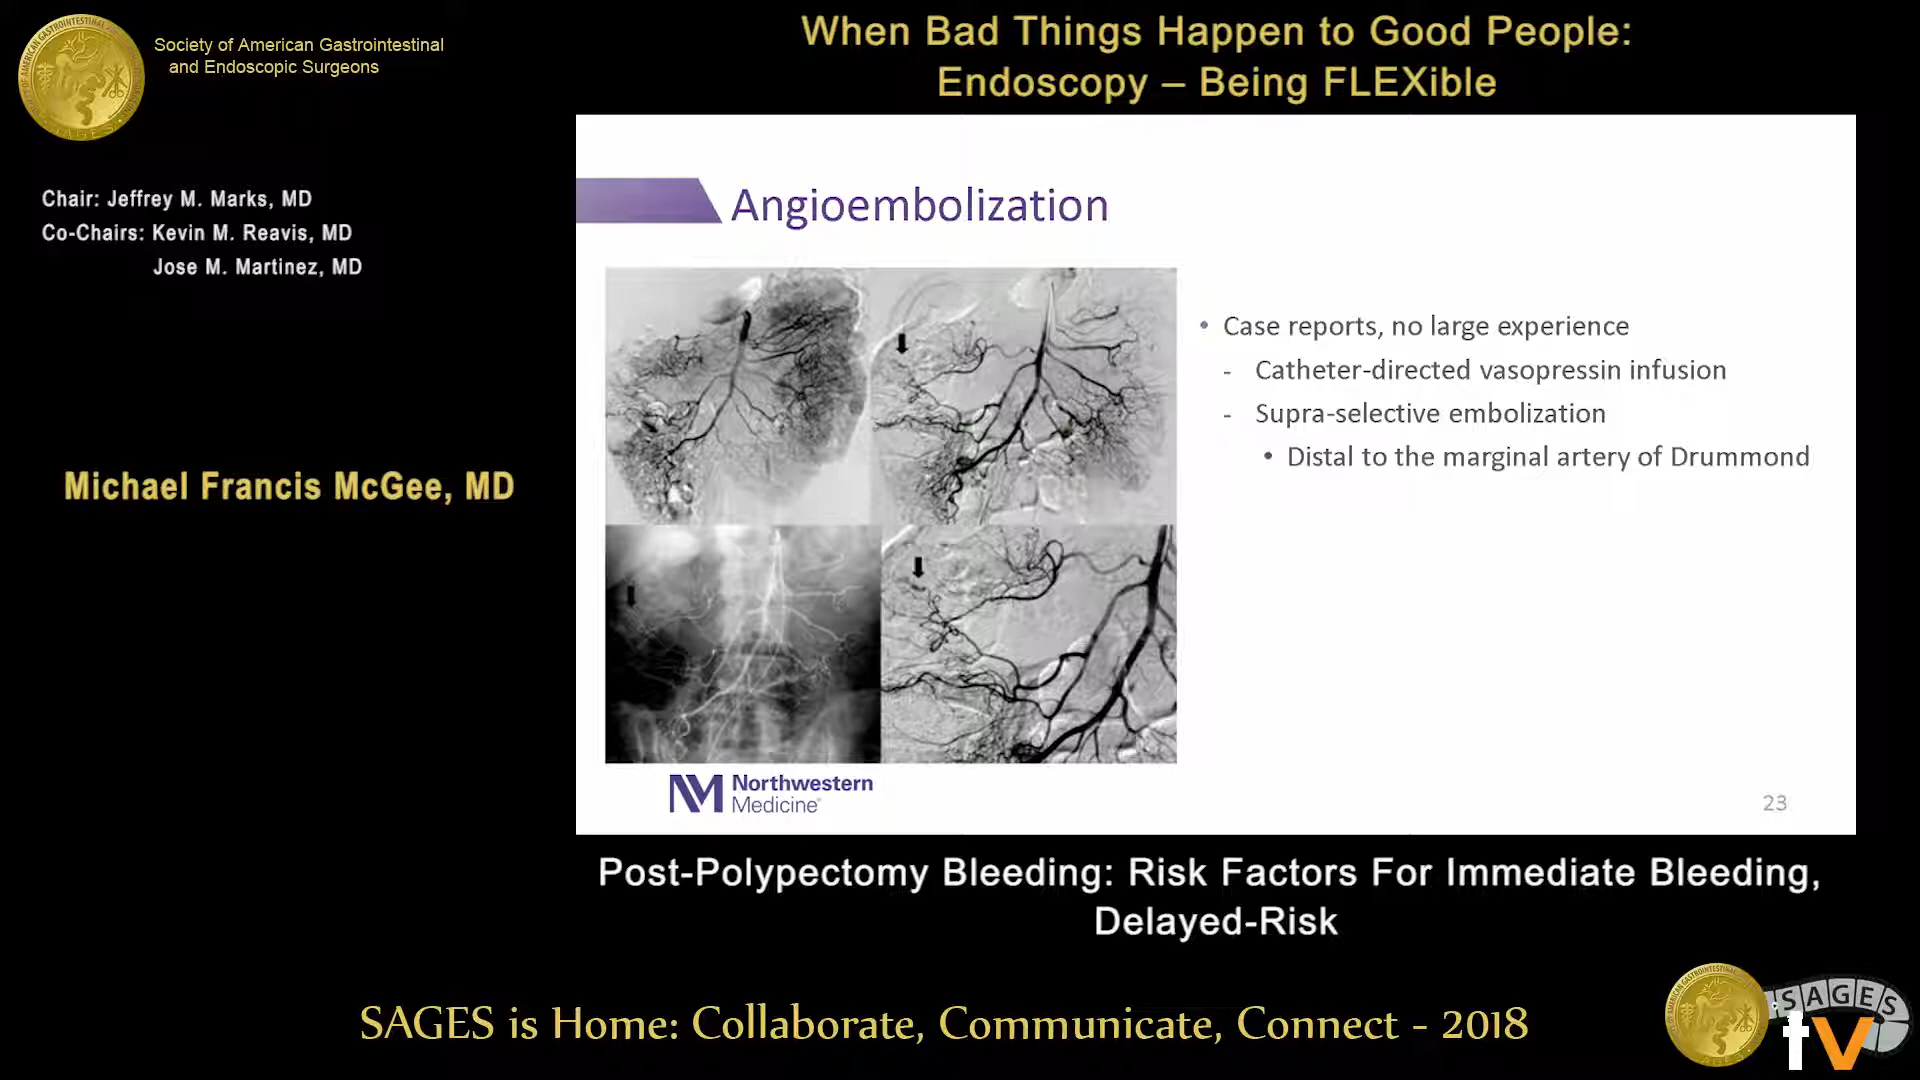 Society of American Gastrointestinal
and Endoscopic Surgeons
When Bad Things Happen to Good People:
Endoscopy – Being FLEXible
Chair: Jeffrey M. Marks, MD
Co-Chairs: Kevin M. Reavis, MD
Jose M. Martinez, MD
Michael Francis McGee, MD
Angioembolization
• Case reports, no large experience
- Catheter-directed vasopressin infusion
- Supra-selective embolization
• Distal to the marginal artery of Drummond
Northwestern
Medicine
23
Post-Polypectomy Bleeding: Risk Factors For Immediate Bleeding,
Delayed-Risk
SAGES is Home: Collaborate, Communicate, Connect - 2018
SAGES
tv